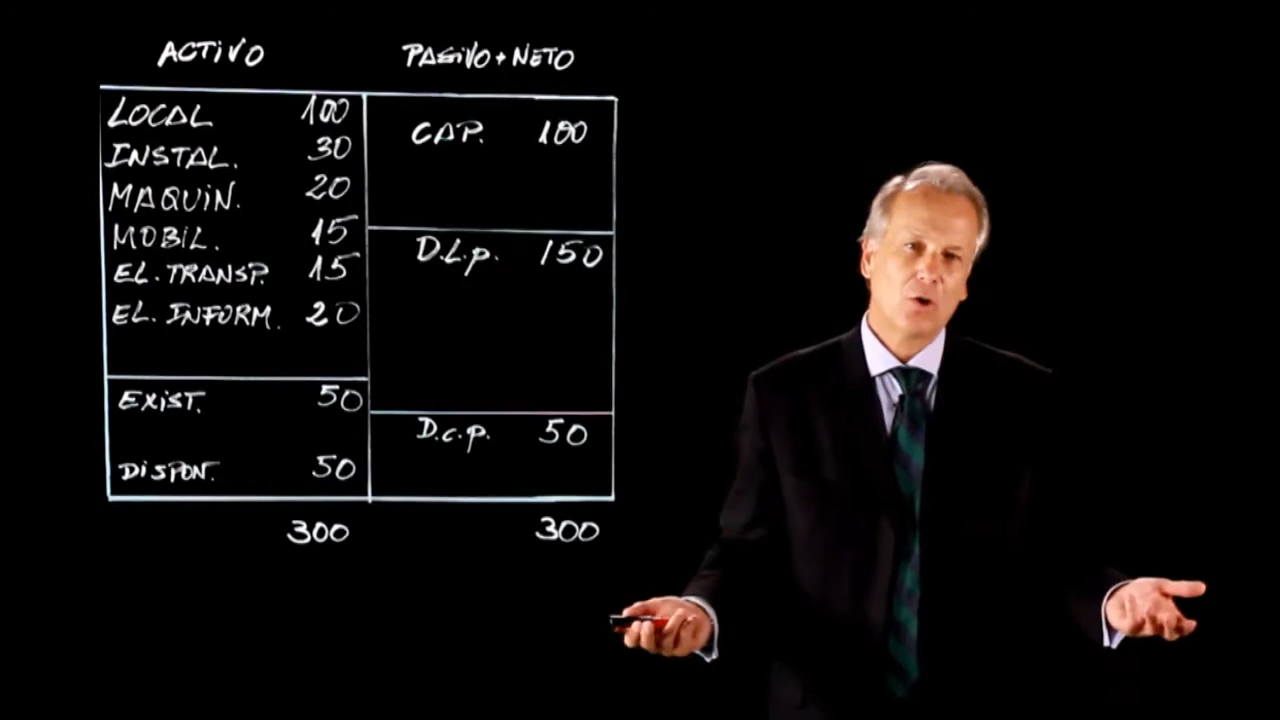 ACTIVO
LOCAL 100
INSTAL. 30
MAQUIN. 20
MOBIL. 15
EL. TRANSP. 15
EL. INFORM. 20
EXIST. 50
DISPON. 50
300
PASIVO + NETO
CAP. 100
D.L.p. 150
D.c.p. 50
300